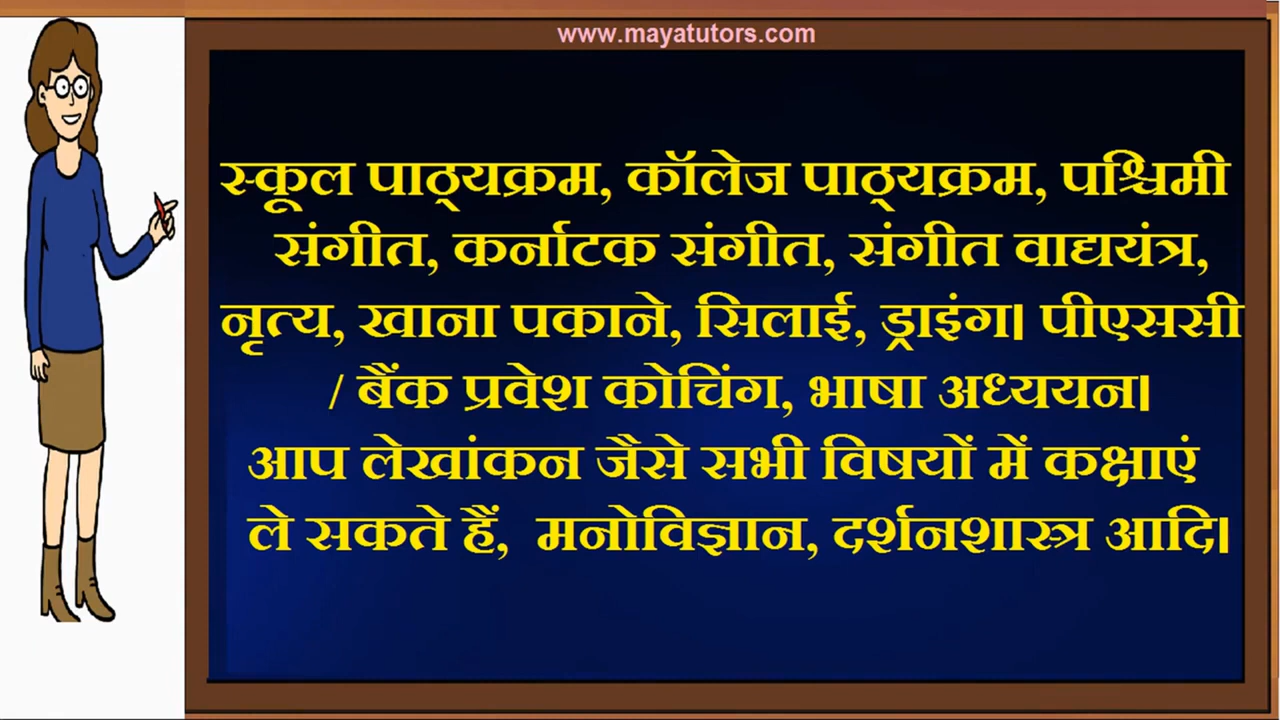 www.mayatutors.com
स्कूल पाठ्यक्रम, कॉलेज पाठ्यक्रम, पश्चिमी
संगीत, कर्नाटक संगीत, संगीत वाद्ययंत्र,
नृत्य, खाना पकाने, सिलाई, ड्राइंग। पीएससी
/ बैंक प्रवेश कोचिंग, भाषा अध्ययन।
आप लेखांकन जैसे सभी विषयों में कक्षाएं
ले सकते हैं, मनोविज्ञान, दर्शनशास्त्र आदि।